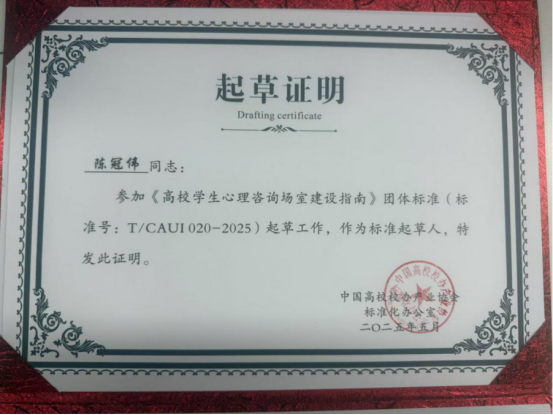 起草证明
Drafting certificate
陈冠伟 同志：
参加《高校学生心理咨询场室建设指南》团体标准（标
准号：T/CAUI 020-2025）起草工作，作为标准起草人，特
发此证明。
中国高校校办产业协会
标准化办公室
二〇二五年五月